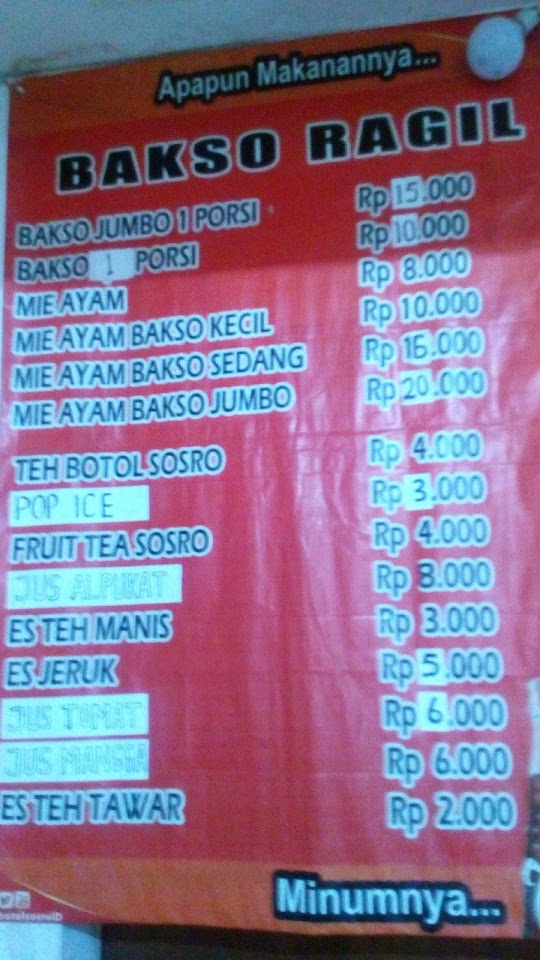 Apapun Makanannya...
BAKSO RAGIL
BAKSO JUMBO 1 PORSI Rp 15.000
BAKSO 1 PORSI Rp 10.000
MIE AYAM Rp 8.000
MIE AYAM BAKSO KECIL Rp 10.000
MIE AYAM BAKSO SEDANG Rp 15.000
MIE AYAM BAKSO JUMBO Rp 20.000
TEH BOTOL SOSRO Rp 4.000
POP ICE Rp 3.000
FRUIT TEA SOSRO Rp 4.000
JUS ALPUKAT Rp 8.000
ES TEH MANIS Rp 3.000
ES JERUK Rp 5.000
JUS TOMAT Rp 6.000
JUS MANGGA Rp 6.000
ES TEH TAWAR Rp 2.000
Minumnya...